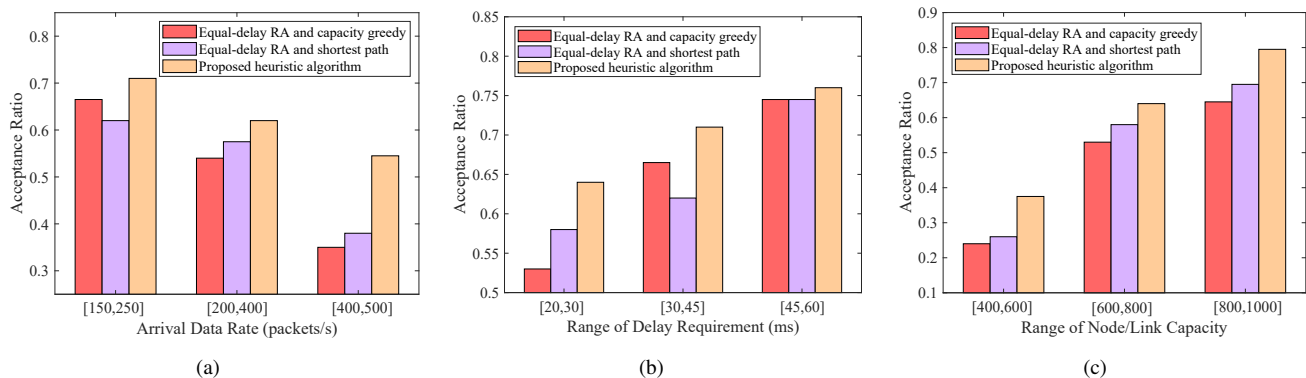 Equal-delay RA and capacity greedy
Equal-delay RA and shortest path
Proposed heuristic algorithm
Acceptance Ratio
0.8
0.7
0.6
0.5
0.4
0.3
[150,250]
[200,400]
[400,500]
Arrival Data Rate (packets/s)
(a)
Equal-delay RA and capacity greedy
Equal-delay RA and shortest path
Proposed heuristic algorithm
Acceptance Ratio
0.85
0.8
0.75
0.7
0.65
0.6
0.55
0.5
[20,30]
[30,45]
[45,60]
Range of Delay Requirement (ms)
(b)
Equal-delay RA and capacity greedy
Equal-delay RA and shortest path
Proposed heuristic algorithm
Acceptance Ratio
0.9
0.8
0.7
0.6
0.5
0.4
0.3
0.2
0.1
[400,600]
[600,800]
[800,1000]
Range of Node/Link Capacity
(c)